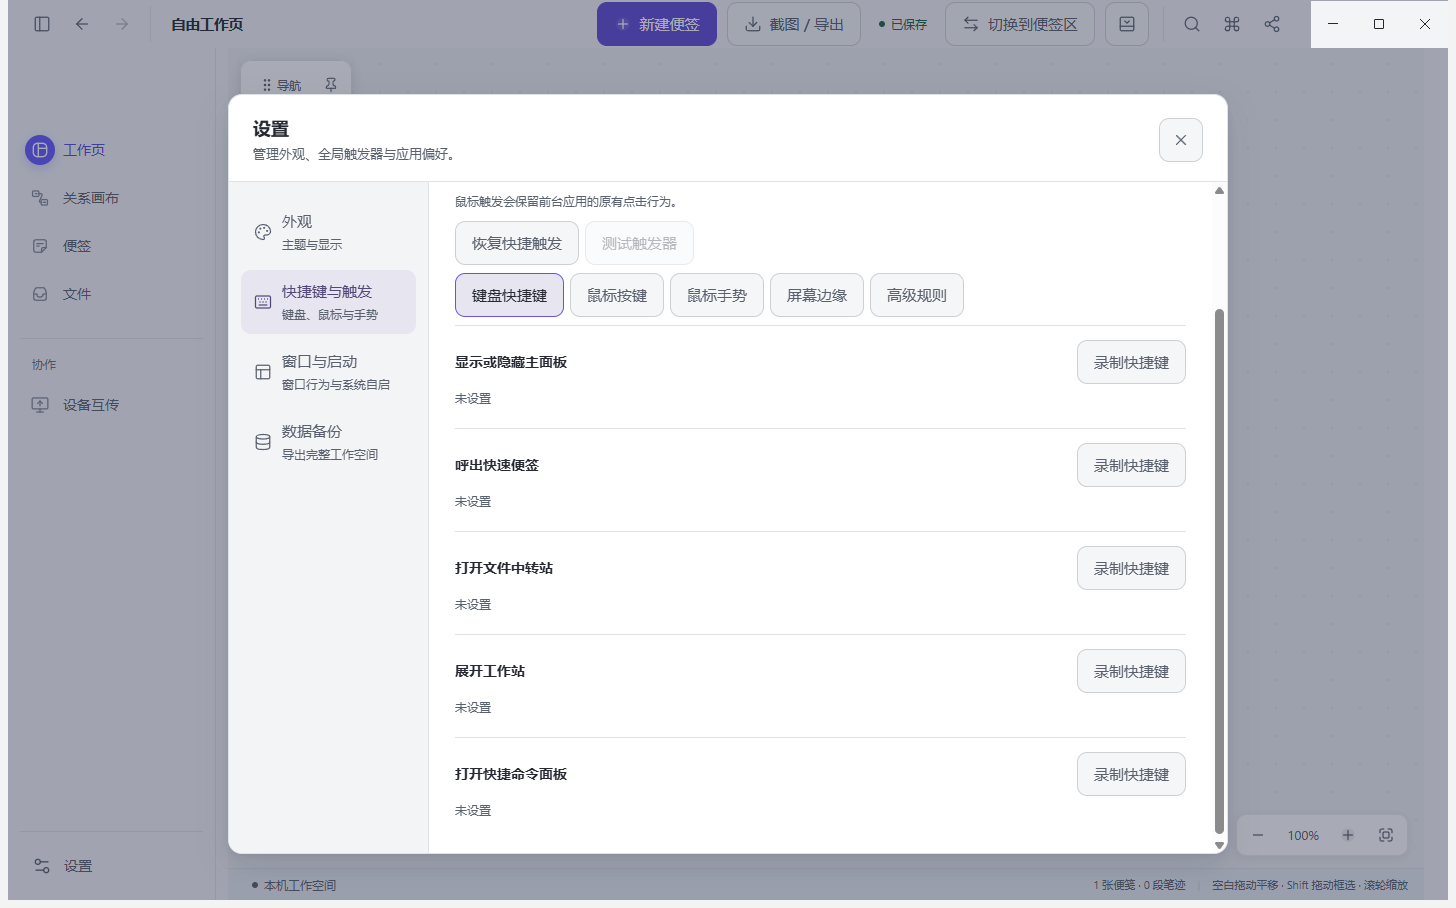 自由工作页
新建便签
截图 / 导出
已保存
切换到便签区
导航
工作页
关系画布
便签
文件
协作
设备互传
设置
设置
管理外观、全局触发器与应用偏好。
外观
主题与显示
快捷键与触发
键盘、鼠标与手势
窗口与启动
窗口行为与系统自启
数据备份
导出完整工作空间
鼠标触发会保留前台应用的原有点击行为。
恢复快捷触发
测试触发器
键盘快捷键
鼠标按键
鼠标手势
屏幕边缘
高级规则
显示或隐藏主面板
录制快捷键
未设置
呼出快速便签
录制快捷键
未设置
打开文件中转站
录制快捷键
未设置
展开工作站
录制快捷键
未设置
打开快捷命令面板
录制快捷键
未设置
100%
本机工作空间
1 张便笺 · 0 段笔迹
空白拖动平移 · Shift 拖动框选 · 滚轮缩放